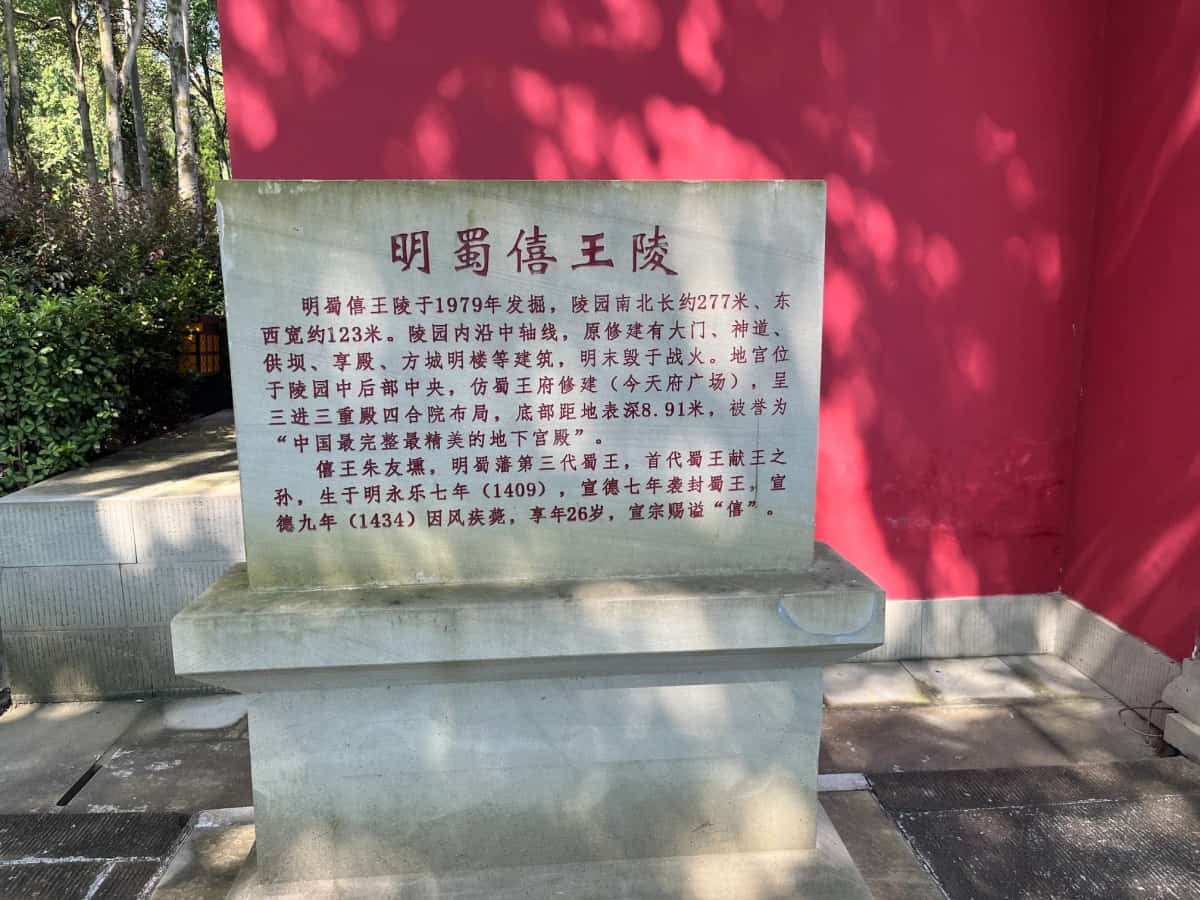 明蜀僖王陵
明蜀僖王陵于1979年发掘，陵园南北长约277米、东
西宽约123米。陵园内沿中轴线，原修建有大门、神道、
供坝、享殿、方城明楼等建筑，明末毁于战火。地宫位
于陵园中后部中央，仿蜀王府修建（今天府广场），呈
三进三重殿四合院布局，底部距地表深8.91米，被誉为
“中国最完整最精美的地下宫殿”。
僖王朱友壎，明蜀藩第三代蜀王，首代蜀王献王之
孙，生于明永乐七年（1409），宣德七年袭封蜀王，宣
德九年（1434）因风疾薨，享年26岁，宣宗赐谥“僖”。